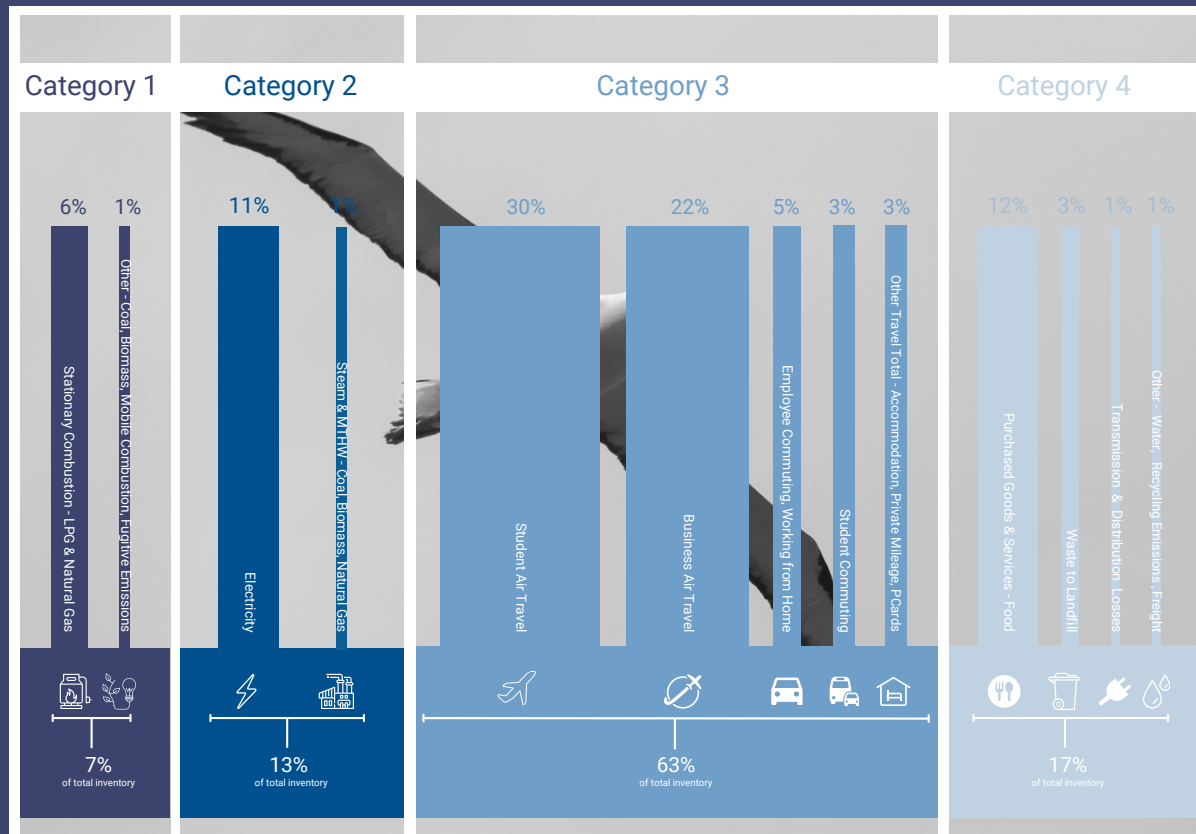 Category 1
Category 2
Category 3
Category 4
6%
1%
11%
1%
30%
22%
5%
3%
3%
12%
3%
1%
1%
Stationary Combustion - LPG & Natural Gas
Other - Coal, Biomass, Mobile Combustion, Fugitive Emissions
Electricity
Steam & MTHW - Coal, Biomass, Natural Gas
Student Air Travel
Business Air Travel
Employee Commuting, Working from Home
Student Commuting
Other Travel Total - Accommodation, Private Mileage, PCards
Purchased Goods & Services - Food
Waste to Landfill
Transmission & Distribution Losses
Other - Water, Recycling Emissions , Freight
7%
of total inventory
13%
of total inventory
63%
of total inventory
17%
of total inventory